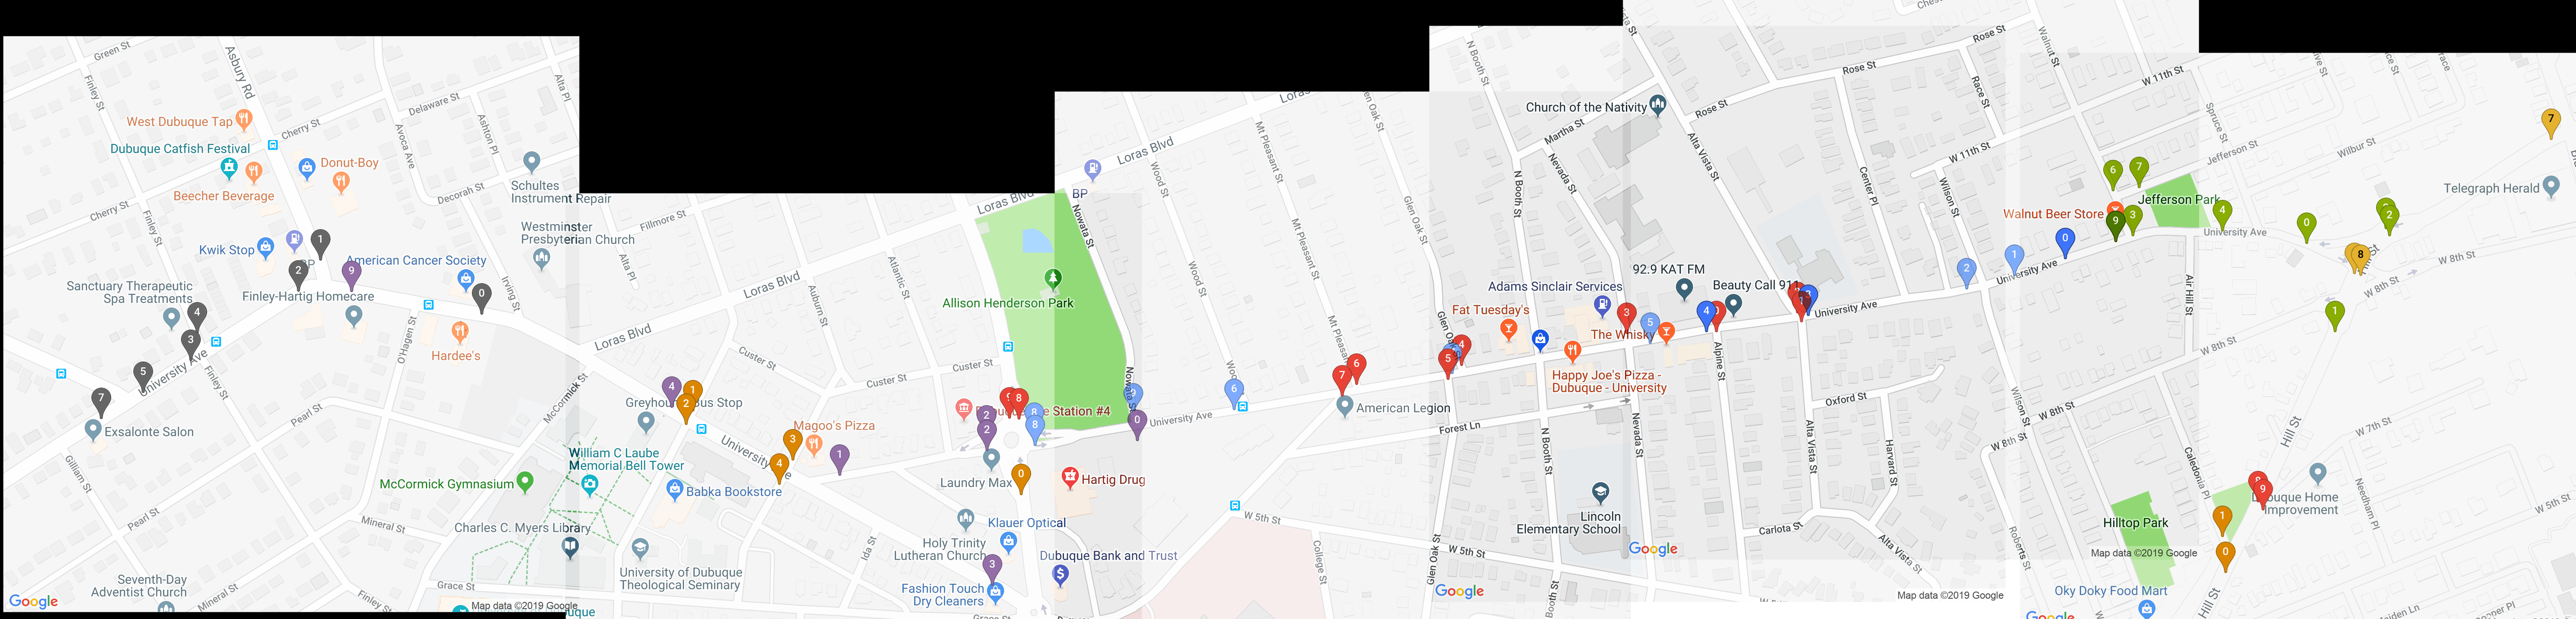 Green St
Asbury Rd
Finley St
Alta Pl
Delaware St
West Dubuque Tap
Cherry St
Avoca Ave
Ashton Pl
Dubuque Catfish Festival
Donut-Boy
Beecher Beverage
Schultes
Instrument Repair
Decorah St
Cherry St
Finley St
Fillmore St
Westminster
Presbyterian Church
Kwik Stop
1
2
9
American Cancer Society
Sanctuary Therapeutic
Spa Treatments
Finley-Hartig Homecare
0
Irving St
Alta Pl
4
3
O'Hagen St
Hardee's
5
University Ave
7
Finley St
Exsalonte Salon
Gilliam St
McCormick St
McCormick Gymnasium
Pearl St
Mineral St
Charles C. Myers Library
Pearl St
Seventh-Day
Adventist Church
Mineral St
Finley St
Grace St
Google
Map data ©2019 Google
Loras Blvd
Loras Blvd
Atlantic St
Auburn St
Custer St
Custer St
4
1
2
Greyhound Bus Stop
William C Laube
Memorial Bell Tower
University Ave
3
4
Magoo's Pizza
1
Babka Bookstore
University of Dubuque
Theological Seminary
Ida St
Loras Blvd
Allison Henderson Park
Nowata St
9
8
2
2
8
8
Station #4
0
Laundry Max
0
Hartig Drug
Klauer Optical
Holy Trinity
Lutheran Church
Dubuque Bank and Trust
3
Fashion Touch
Dry Cleaners
Grace St
BP
Loras Blvd
Wood St
Mt Pleasant St
Glen Oak St
Wood St
Mt Pleasant St
Glen Oak St
Nowata St
University Ave
6
7
6
American Legion
W 5th St
College St
Glen Oak St
Google
N Booth St
Martha St
Nevada St
N Booth St
Church of the Nativity
Rose St
Rose St
Rose St
Alta Vista St
92.9 KAT FM
Adams Sinclair Services
Beauty Call 911
Fat Tuesday's
3
The Whisky
5
4
4
5
Happy Joe's Pizza -
Dubuque - University
Forest Ln
N Booth St
Nevada St
Alpine St
Lincoln
Elementary School
W 5th St
Booth St
Google
University Ave
Center Pl
Race St
W 11th St
Wilson St
Walnut St
W 11th St
Oxford St
Alta Vista St
Harvard St
Carlota St
Alta Vista St
Map data ©2019 Google
2
1
0
University Ave
Wilson St
W 8th St
W 8th St
Roberts St
6
7
Walnut Beer Store
9
3
Jefferson Park
4
University Ave
Spruce St
Jefferson St
Wilbur St
Air Hill St
0
2
8
7
Telegraph Herald
W 8th St
W 8th St
1
W 8th St
Hill St
W 7th St
Caledonia Pl
9
Dubuque Home
Improvement
Needham Pl
W 5th St
1
0
Hilltop Park
Map data ©2019 Google
Oky Doky Food Mart
Hill St